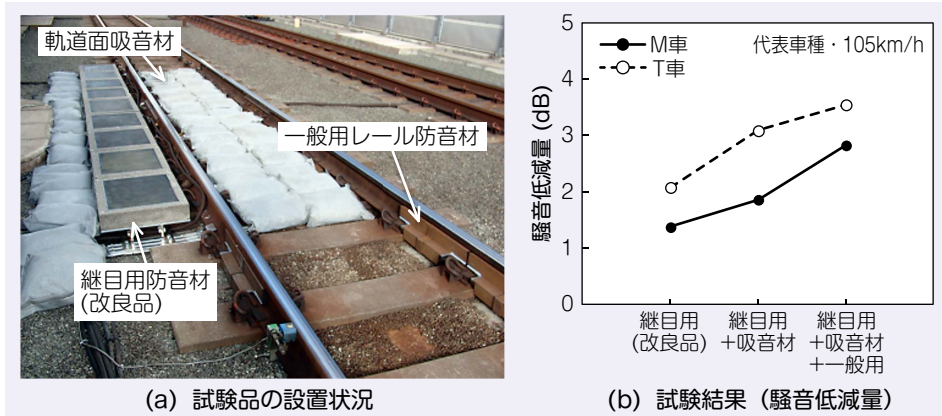 軌道面吸音材
一般用レール防音材
継目用防音材
(改良品)
(a) 試験品の設置状況
5
4
3
2
1
0
騒音低減量 (dB)
M車
T車
代表車種・105km/h
継目用
(改良品)
継目用
+吸音材
継目用
+吸音材
+一般用
(b) 試験結果（騒音低減量）